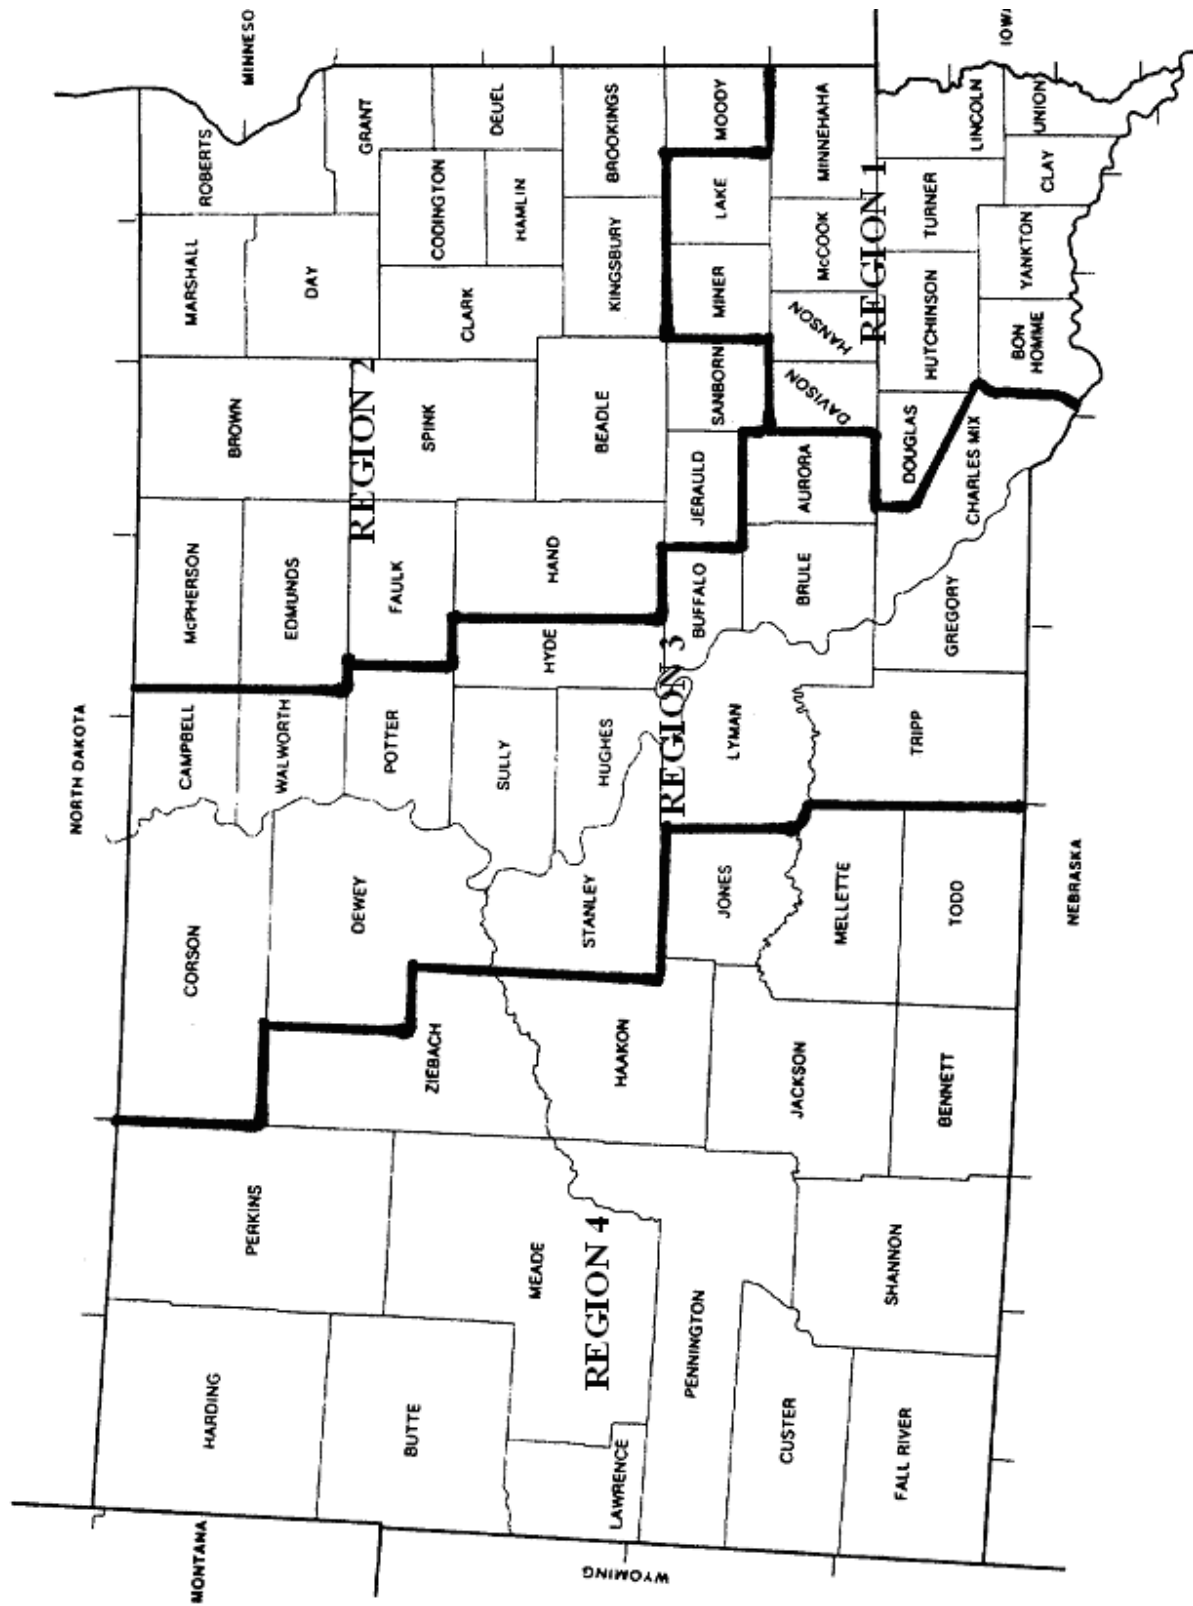 NORTH DAKOTA
MONTANA
WYOMING
NEBRASKA
MINNESO
IOWA
HARDING
PERKINS
CORSON
CAMPBELL
McPHERSON
BROWN
MARSHALL
ROBERTS
BUTTE
WALWORTH
EDMUNDS
DAY
GRANT
DEWEY
POTTER
FAULK
REGION 2
SPINK
CODINGTON
DEUEL
ZIEBACH
CLARK
HAMLIN
MEADE
SULLY
HYDE
HAND
REGION 4
LAWRENCE
HAAKON
STANLEY
HUGHES
BEADLE
KINGSBURY
BROOKINGS
REGION 3
PENNINGTON
JONES
LYMAN
BUFFALO
JERAULD
SANBORN
MINER
LAKE
MOODY
CUSTER
JACKSON
MELLETTE
BRULE
AURORA
DAVISON
HANSON
McCOOK
MINNEHAHA
REGION 1
SHANNON
FALL RIVER
BENNETT
TODD
TRIPP
GREGORY
CHARLES MIX
DOUGLAS
HUTCHINSON
TURNER
LINCOLN
BON
HOMME
YANKTON
CLAY
UNION